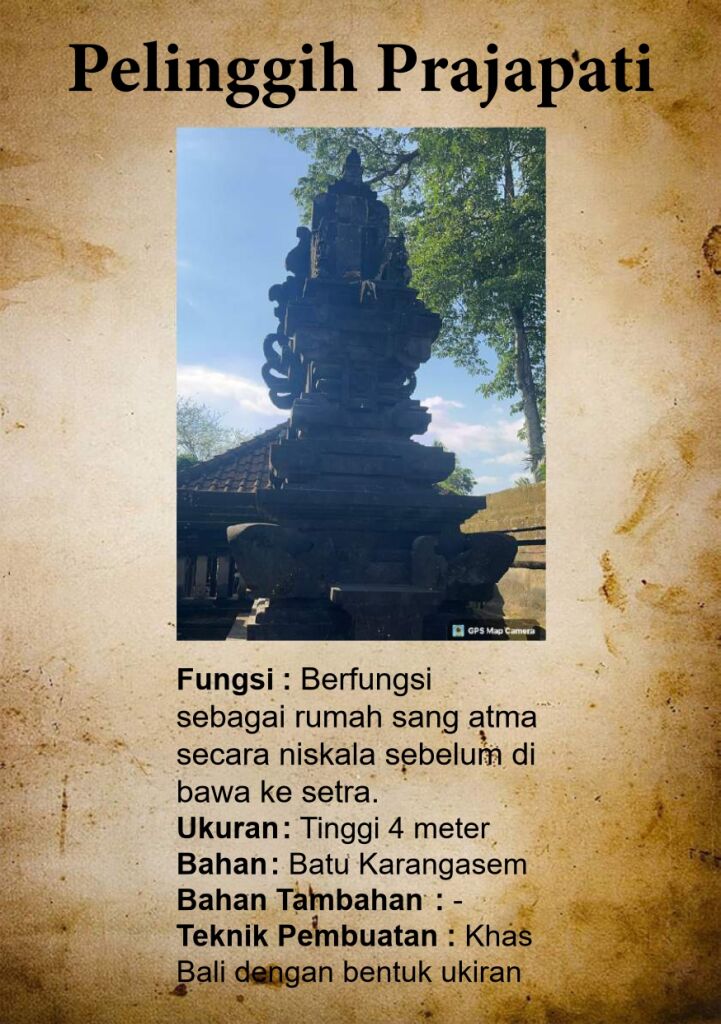 Pelinggih Prajapati
GPS Map Camera
Fungsi : Berfungsi
sebagai rumah sang atma
secara niskala sebelum di
bawa ke setra.
Ukuran : Tinggi 4 meter
Bahan : Batu Karangasem
Bahan Tambahan : -
Teknik Pembuatan : Khas
Bali dengan bentuk ukiran